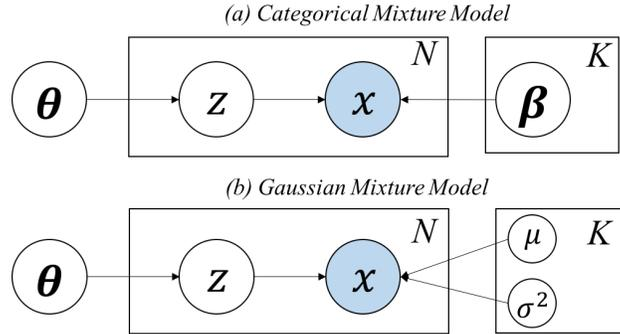 (a) Categorical Mixture Model
N
K
θ
z
x
β
(b) Gaussian Mixture Model
N
K
μ
θ
z
x
σ²